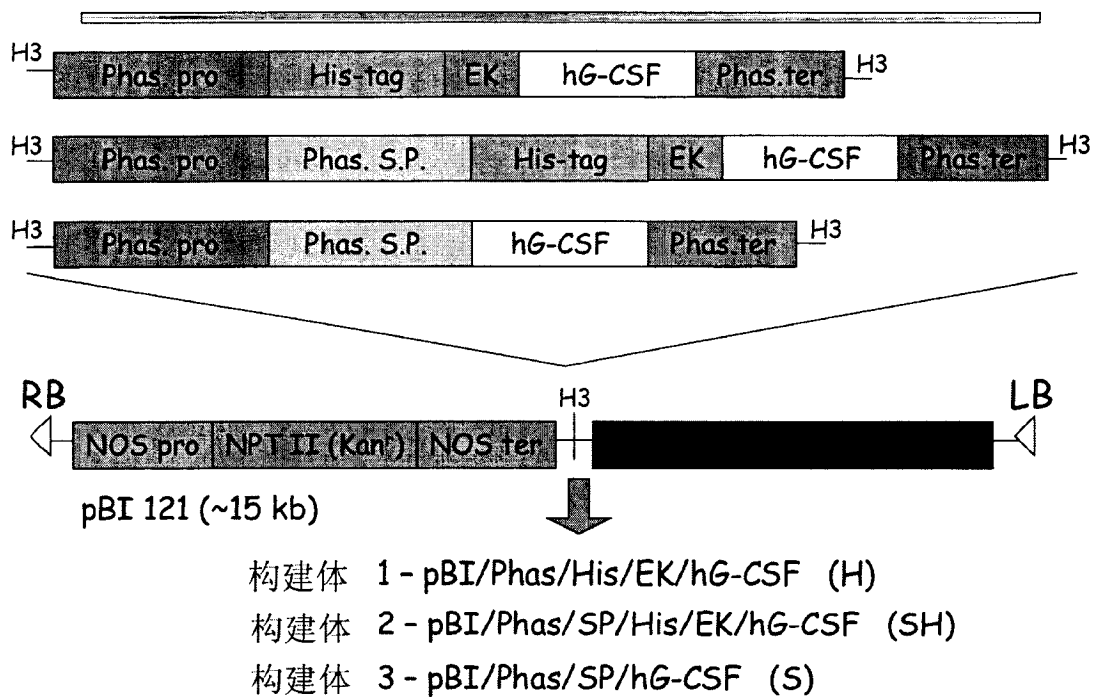 H3 Phas. pro His-tag EK hG-CSF Phas.ter H3
H3 Phas. pro Phas. S.P. His-tag EK hG-CSF Phas.ter H3
H3 Phas. pro Phas. S.P. hG-CSF Phas.ter H3
RB H3 LB
NOS pro NPT II (Kanʳ) NOS ter
pBI 121 (~15 kb)
构建体 1 - pBI/Phas/His/EK/hG-CSF (H)
构建体 2 - pBI/Phas/SP/His/EK/hG-CSF (SH)
构建体 3 - pBI/Phas/SP/hG-CSF (S)